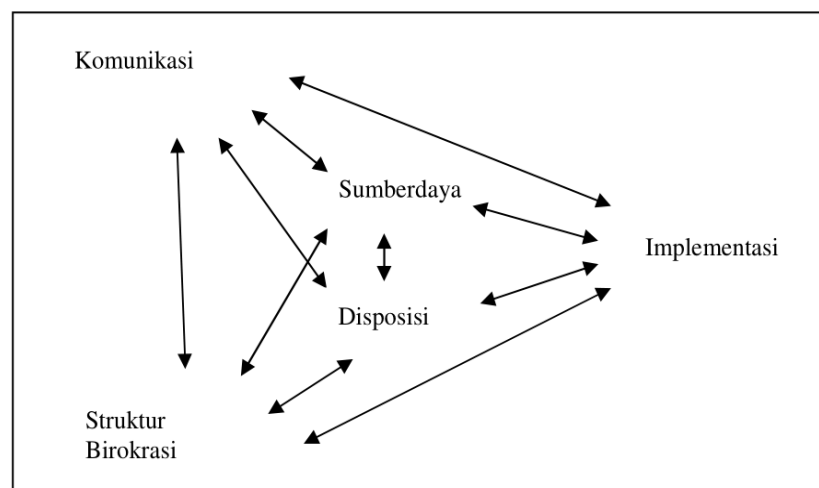 Komunikasi
Sumberdaya
Implementasi
Disposisi
Struktur
Birokrasi